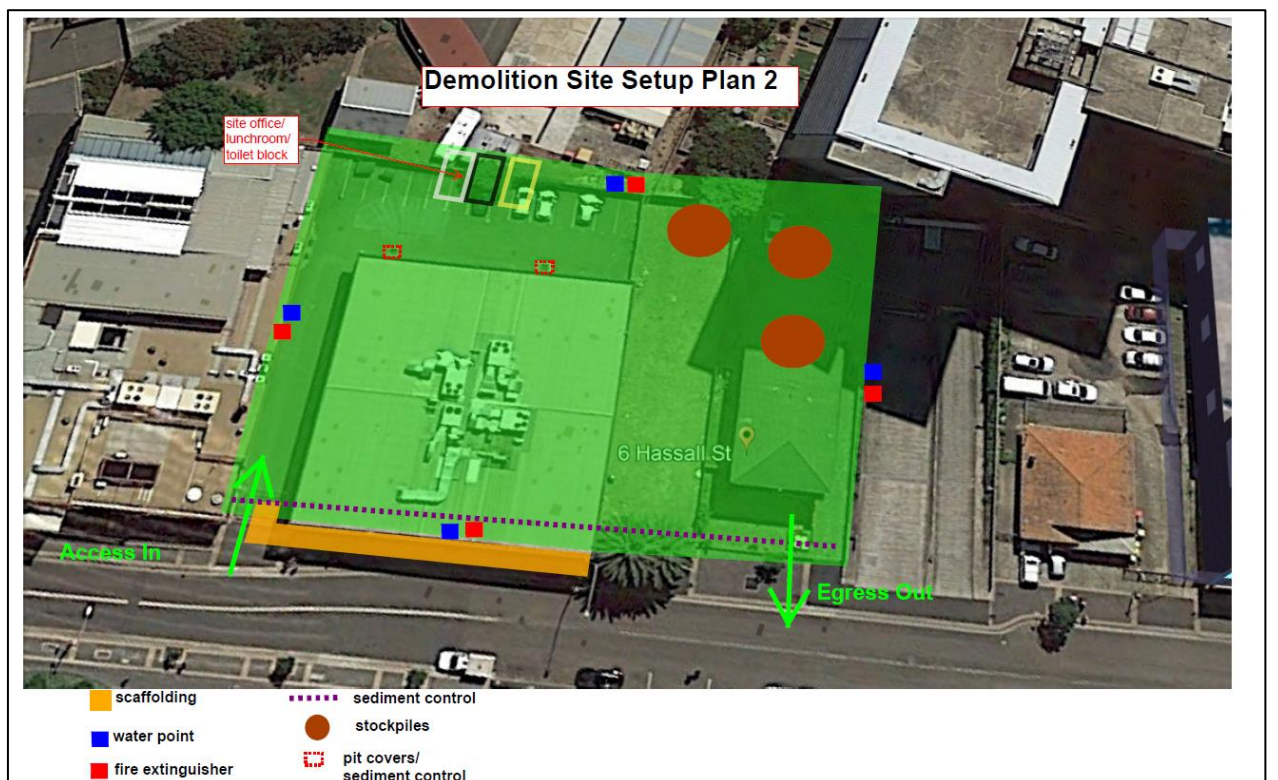 Demolition Site Setup Plan 2
site office/
lunchroom/
toilet block
6 Hassall St
Access In
Egress Out
scaffolding
sediment control
water point
stockpiles
fire extinguisher
pit covers/
sediment control